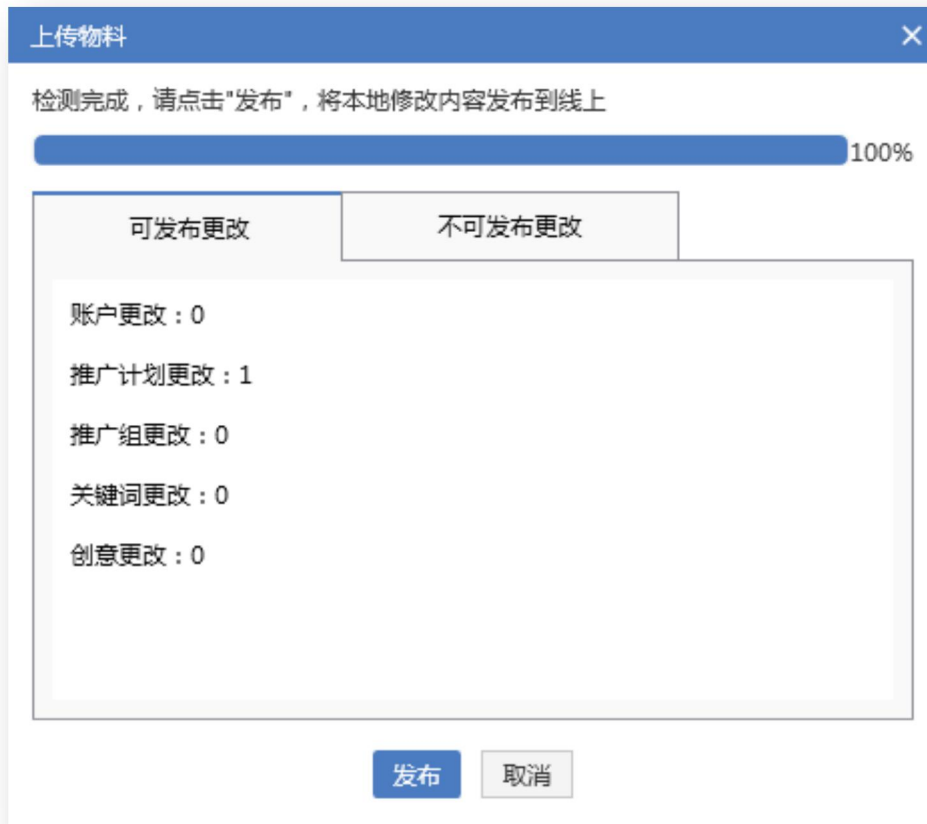 上传物料
检测完成，请点击"发布"，将本地修改内容发布到线上
100%
可发布更改
不可发布更改
账户更改：0
推广计划更改：1
推广组更改：0
关键词更改：0
创意更改：0
发布
取消